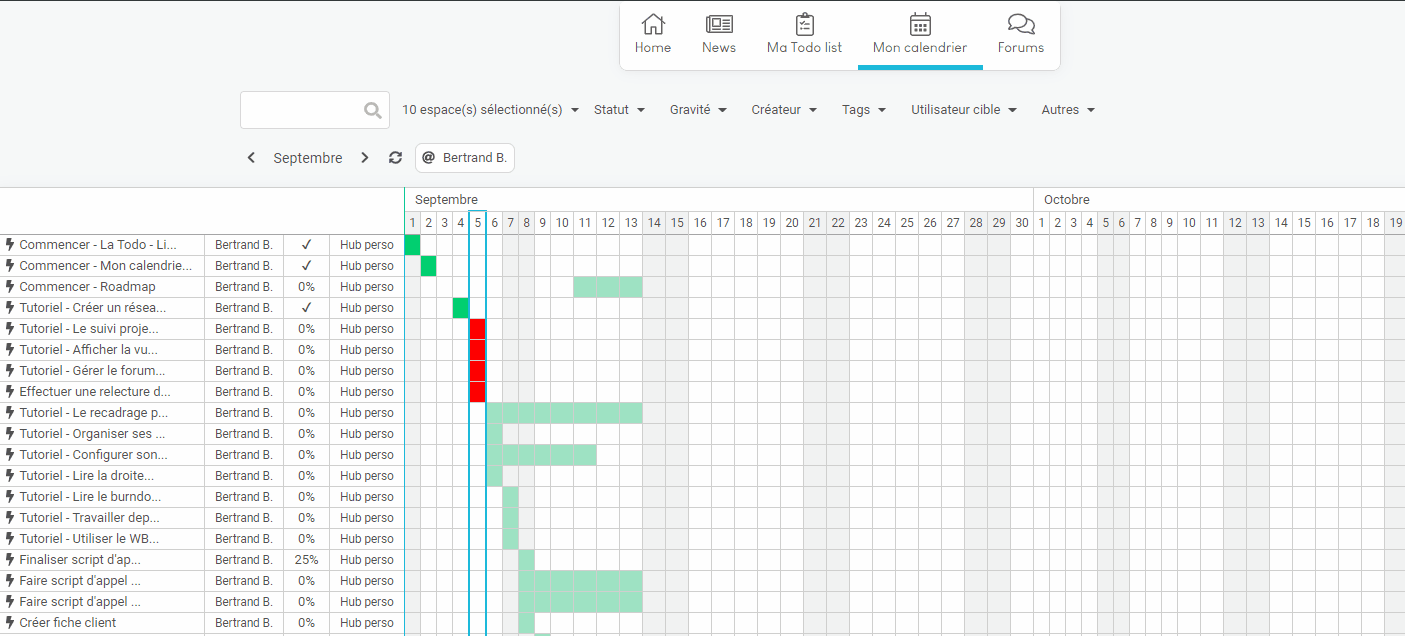 Home News Ma Todo list Mon calendrier Forums
10 espace(s) sélectionné(s) Statut Gravité Créateur Tags Utilisateur cible Autres
Septembre @ Bertrand B.
Septembre Octobre
1 2 3 4 5 6 7 8 9 10 11 12 13 14 15 16 17 18 19 20 21 22 23 24 25 26 27 28 29 30 1 2 3 4 5 6 7 8 9 10 11 12 13 14 15 16 17 18 19
Commencer - La Todo - Li... Bertrand B. ✓ Hub perso
Commencer - Mon calendrie... Bertrand B. ✓ Hub perso
Commencer - Roadmap Bertrand B. 0% Hub perso
Tutoriel - Créer un résea... Bertrand B. ✓ Hub perso
Tutoriel - Le suivi proje... Bertrand B. 0% Hub perso
Tutoriel - Afficher la vu... Bertrand B. 0% Hub perso
Tutoriel - Gérer le forum... Bertrand B. 0% Hub perso
Effectuer une relecture d... Bertrand B. 0% Hub perso
Tutoriel - Le recadrage p... Bertrand B. 0% Hub perso
Tutoriel - Organiser ses ... Bertrand B. 0% Hub perso
Tutoriel - Configurer son... Bertrand B. 0% Hub perso
Tutoriel - Lire la droite... Bertrand B. 0% Hub perso
Tutoriel - Lire le burndo... Bertrand B. 0% Hub perso
Tutoriel - Travailler dep... Bertrand B. 0% Hub perso
Tutoriel - Utiliser le WB... Bertrand B. 0% Hub perso
Finaliser script d'ap... Bertrand B. 25% Hub perso
Faire script d'appel ... Bertrand B. 0% Hub perso
Faire script d'appel ... Bertrand B. 0% Hub perso
Créer fiche client Bertrand B. 0% Hub perso